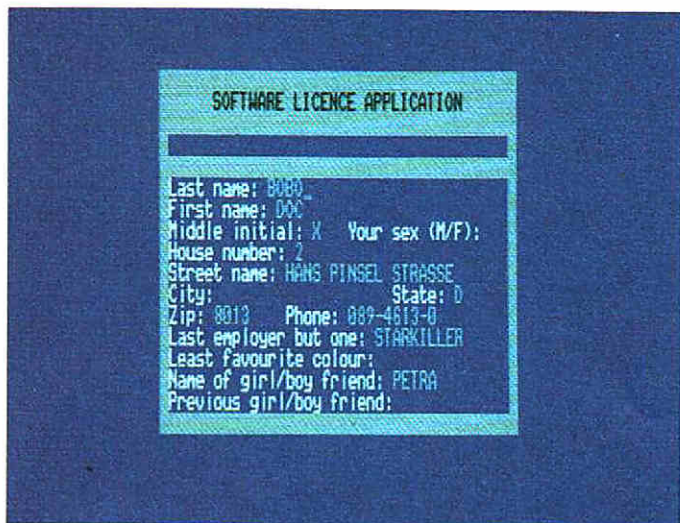 SOFTWARE LICENCE APPLICATION
Last name: BOBO_
First name: DOC
Middle initial: X Your sex (M/F):
House number: 2
Street name: HANS PINSEL STRASSE
City: State: D
Zip: 8013 Phone: 089-4613-0
Last employer but one: STARKILLER
Least favourite colour:
Name of girl/boy friend: PETRA
Previous girl/boy friend: